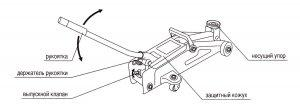 рукоятка
держатель рукоятки
выпускной клапан
несущий упор
защитный кожух